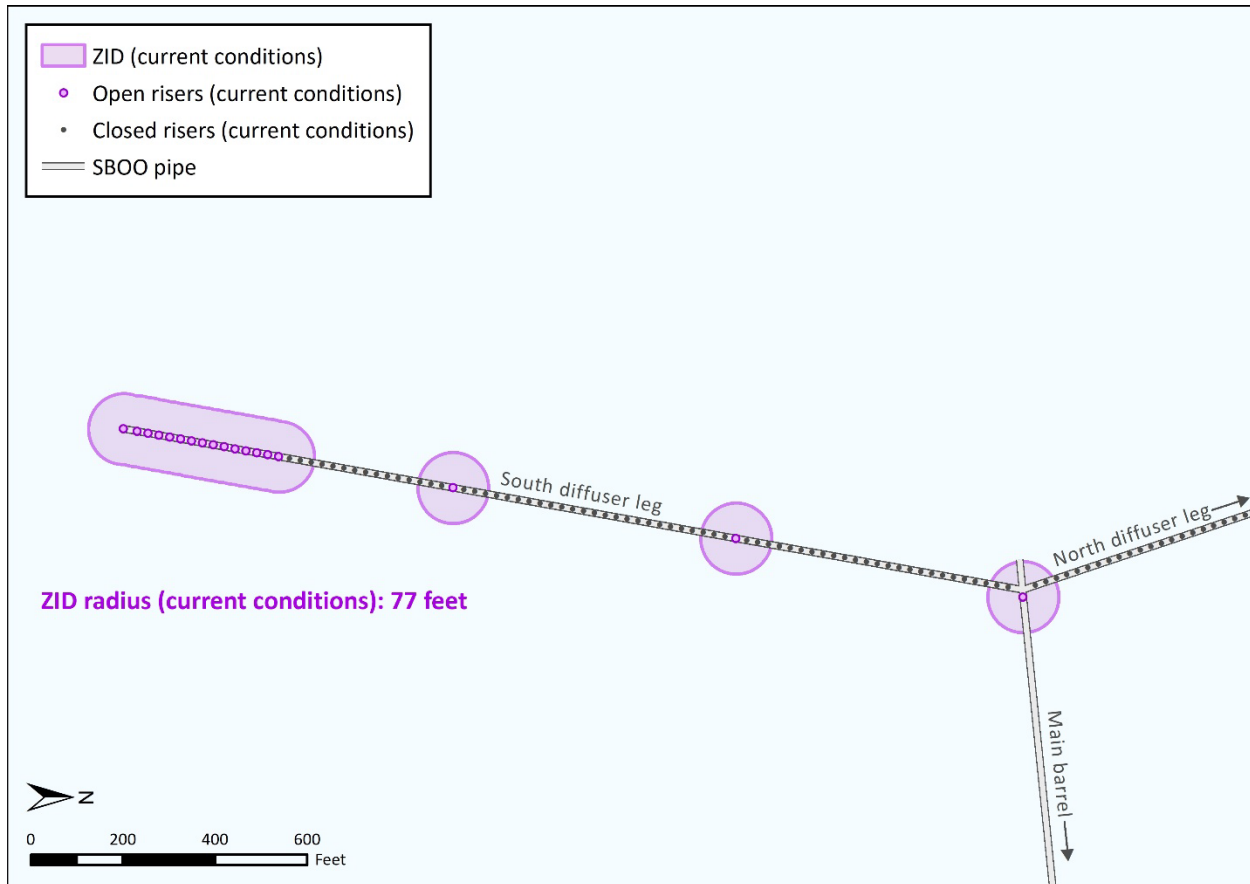 ZID (current conditions)
Open risers (current conditions)
Closed risers (current conditions)
SBOO pipe
South diffuser leg
North diffuser leg
ZID radius (current conditions): 77 feet
Main barrel
N
0 200 400 600
Feet